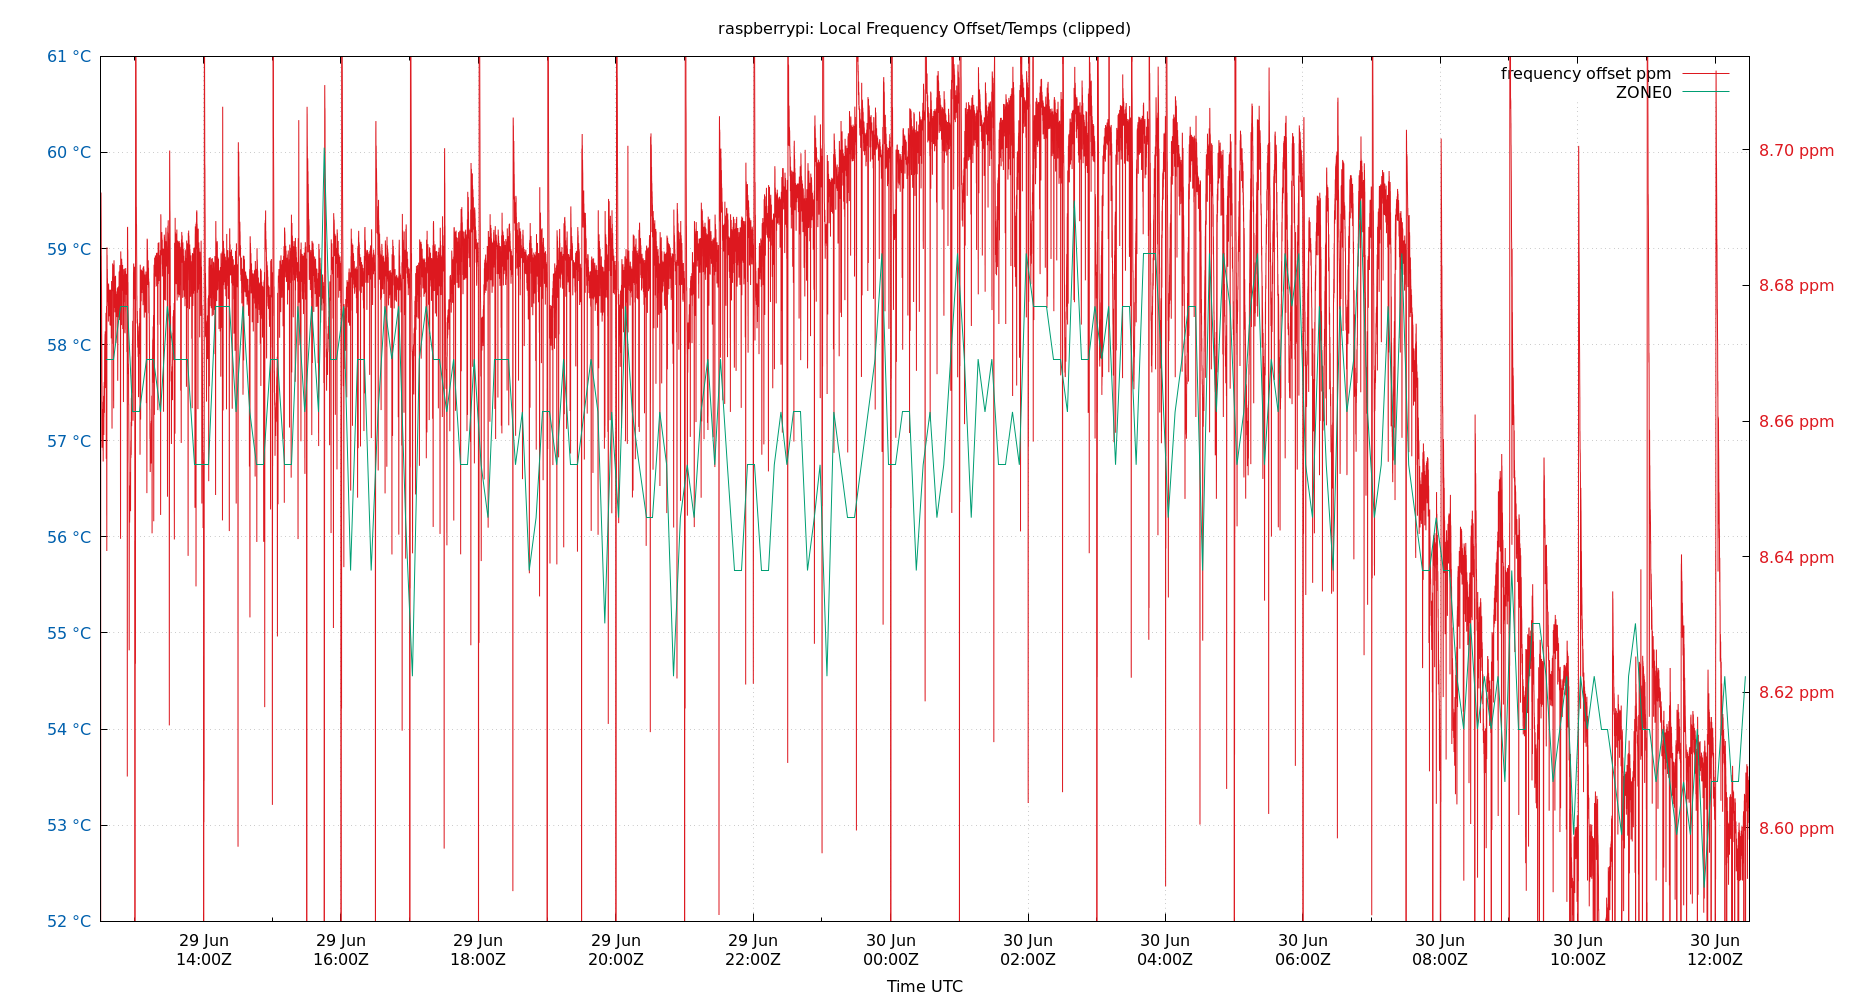 raspberrypi: Local Frequency Offset/Temps (clipped)
frequency offset ppm
ZONE0
61 °C
60 °C
59 °C
58 °C
57 °C
56 °C
55 °C
54 °C
53 °C
52 °C
8.70 ppm
8.68 ppm
8.66 ppm
8.64 ppm
8.62 ppm
8.60 ppm
29 Jun 29 Jun 29 Jun 29 Jun 29 Jun 30 Jun 30 Jun 30 Jun 30 Jun 30 Jun 30 Jun 30 Jun
14:00Z 16:00Z 18:00Z 20:00Z 22:00Z 00:00Z 02:00Z 04:00Z 06:00Z 08:00Z 10:00Z 12:00Z
Time UTC